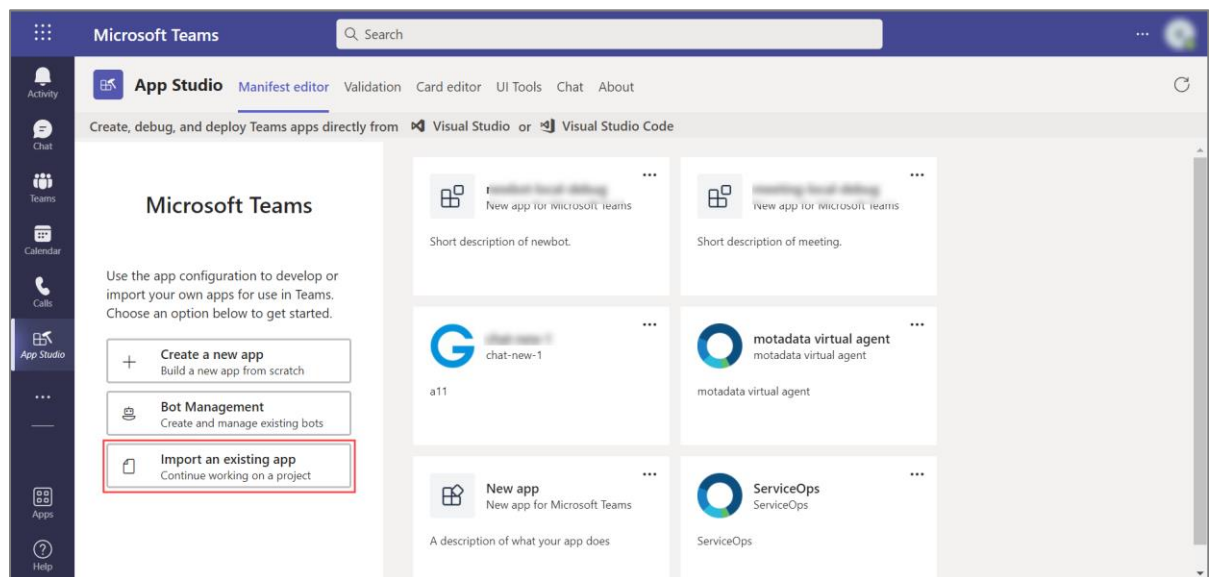 Microsoft Teams
Search
Activity
Chat
Teams
Calendar
Calls
App Studio
Apps
Help
App Studio
Manifest editor
Validation
Card editor
UI Tools
Chat
About
Create, debug, and deploy Teams apps directly from Visual Studio or Visual Studio Code
Microsoft Teams
Use the app configuration to develop or
import your own apps for use in Teams.
Choose an option below to get started.
Create a new app
Build a new app from scratch
Bot Management
Create and manage existing bots
Import an existing app
Continue working on a project
New app for Microsoft Teams
Short description of newbot.
New app for Microsoft Teams
Short description of meeting.
chat-new-1
a11
motadata virtual agent
motadata virtual agent
motadata virtual agent
New app
New app for Microsoft Teams
A description of what your app does
ServiceOps
ServiceOps
ServiceOps